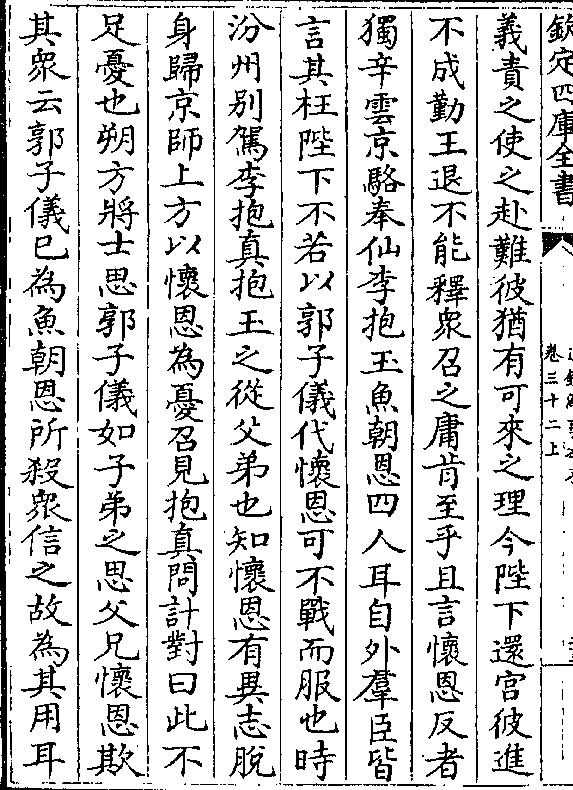 欽定四庫全書
卷三十二上
義責之使之赴難彼猶有可來之理今陛下還宮彼進
不成勤王退不能釋衆召之庸肯至乎且言懷恩反者
獨辛雲京駱奉仙李抱玉魚朝恩四人耳自外羣臣皆
言其枉陛下不若以郭子儀代懷恩可不戰而服也時
汾州别駕李抱真抱玉之從父弟也知懷恩有異志脫
身歸京師上方以懷恩為憂召見抱真問計對曰此不
足憂也朔方將士思郭子儀如子弟之思父兄懷恩欺
其衆云郭子儀已為魚朝恩所殺衆信之故為其用耳